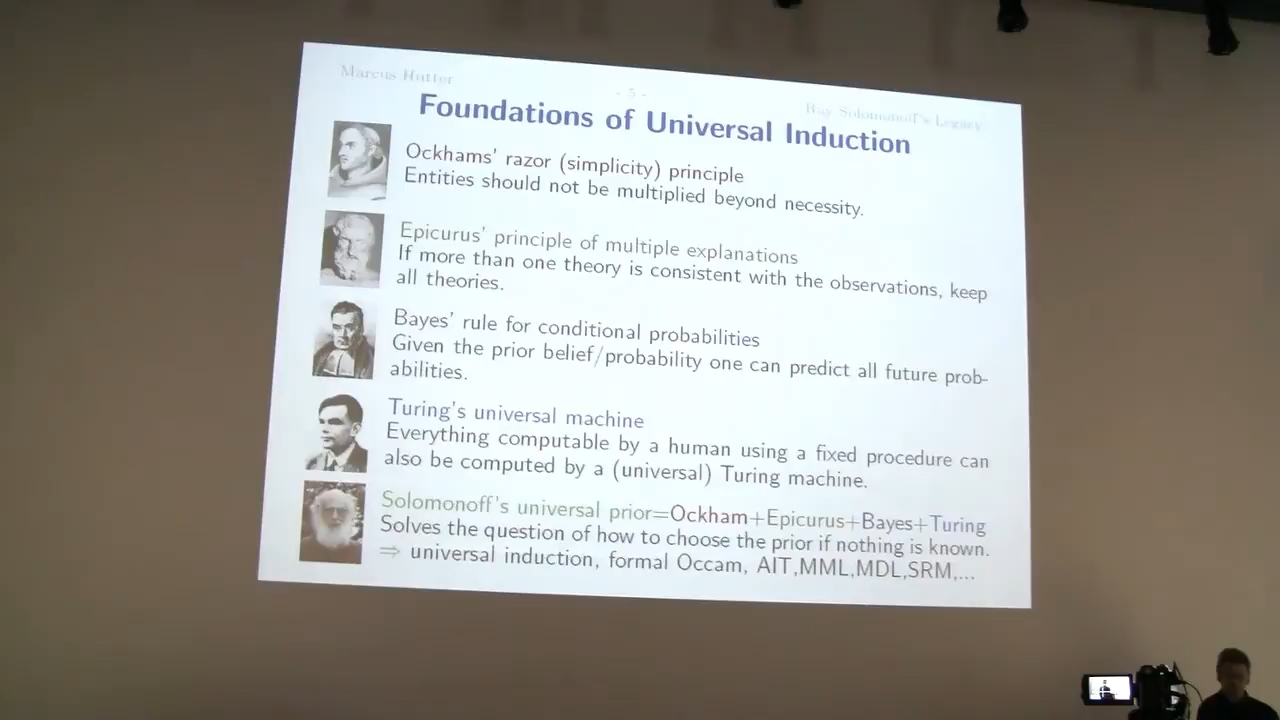 Marcus Hutter
- 5 -
Ray Solomonoff's Legacy
Foundations of Universal Induction
Ockhams' razor (simplicity) principle
Entities should not be multiplied beyond necessity.
Epicurus' principle of multiple explanations
If more than one theory is consistent with the observations, keep
all theories.
Bayes' rule for conditional probabilities
Given the prior belief/probability one can predict all future prob-
abilities.
Turing's universal machine
Everything computable by a human using a fixed procedure can
also be computed by a (universal) Turing machine.
Solomonoff's universal prior=Ockham+Epicurus+Bayes+Turing
Solves the question of how to choose the prior if nothing is known.
⇒ universal induction, formal Occam, AIT,MML,MDL,SRM,...